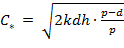 C* = √(2kdh · (p−d)/p)